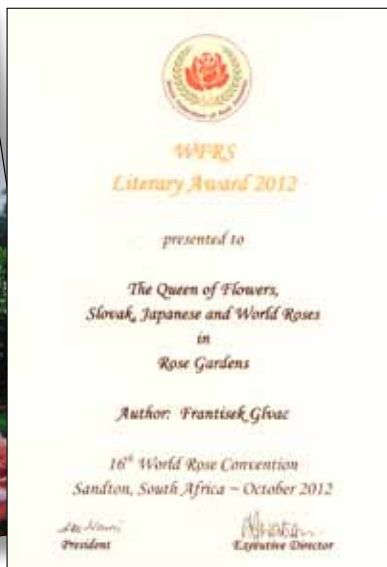 WFRS
Literary Award 2012
presented to
The Queen of Flowers,
Slovak, Japanese and World Roses
in
Rose Gardens
Author: Frantisek Glvac
16th World Rose Convention
Sandton, South Africa ~ October 2012
President
Executive Director